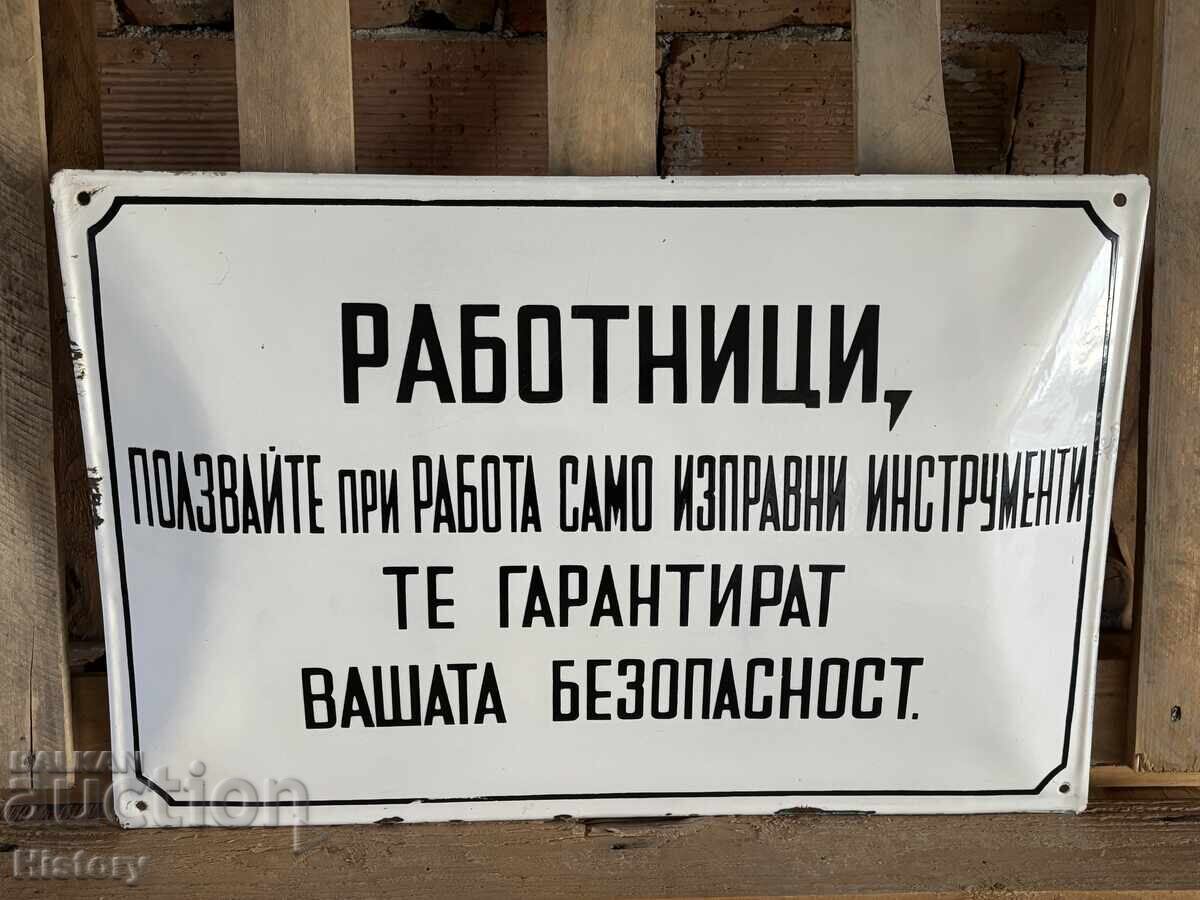 РАБОТНИЦИ,
ПОЛЗВАЙТЕ ПРИ РАБОТА САМО ИЗПРАВНИ ИНСТРУМЕНТИ
ТЕ ГАРАНТИРАТ
ВАШАТА БЕЗОПАСНОСТ.
BALKAN
auction
History